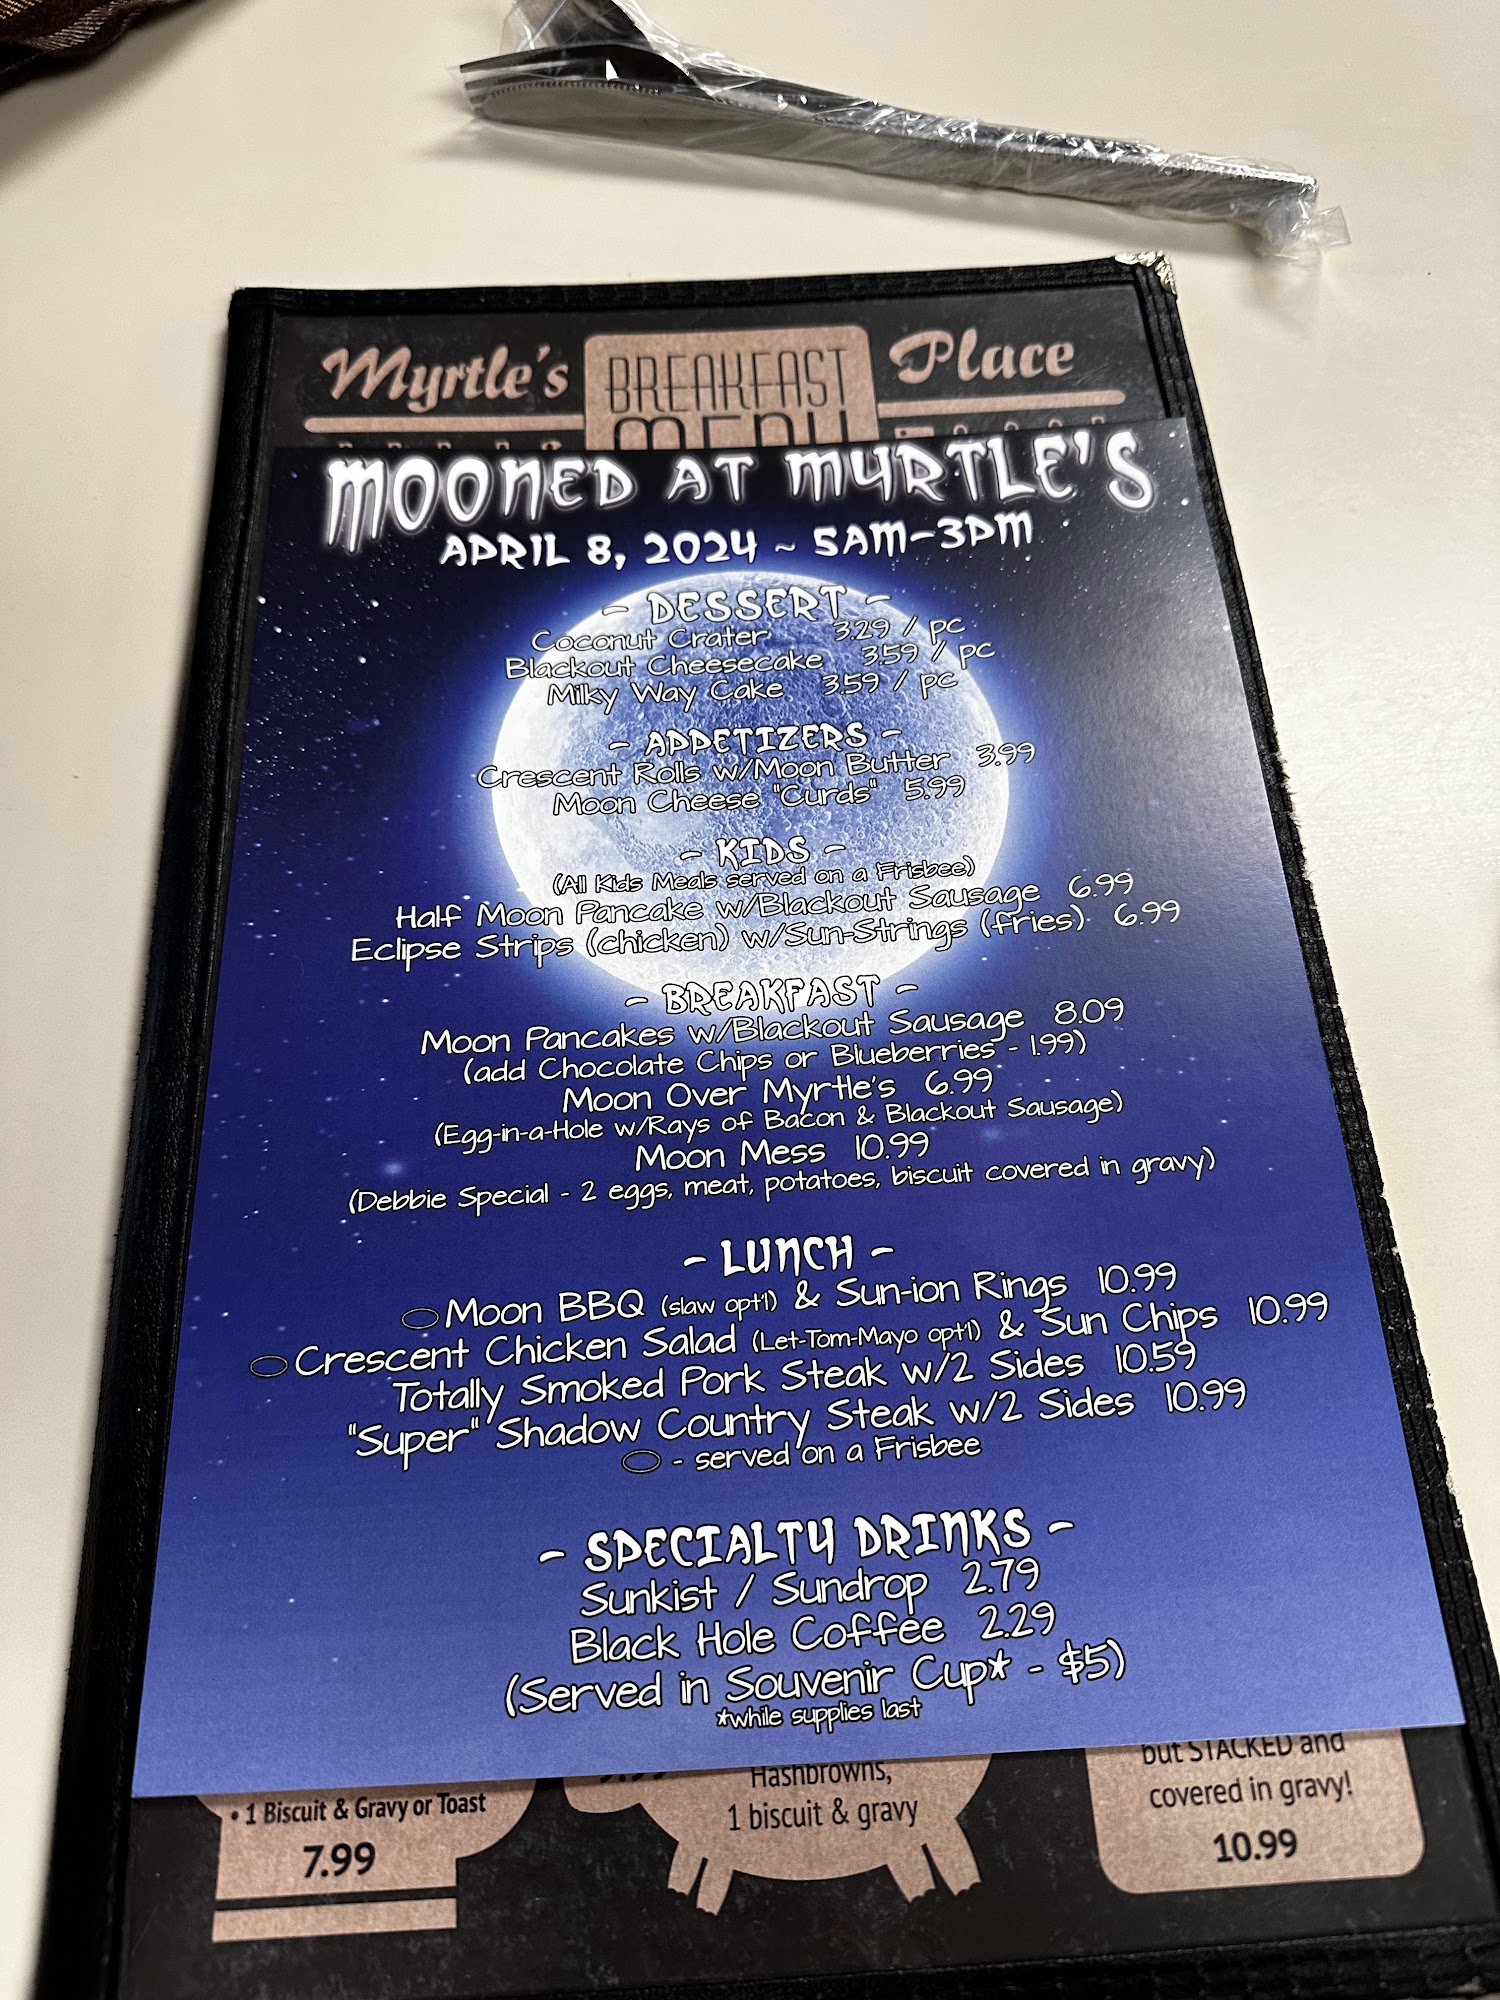 Myrtle's BREAKFAST MENU Place
MOONED AT MYRTLE'S
APRIL 8, 2024 ~ 5AM-3PM
- DESSERT -
Coconut Crater 3.29 / pc
Blackout Cheesecake 3.59 / pc
Milky Way Cake 3.59 / pc
- APPETIZERS -
Crescent Rolls w/Moon Butter 3.99
Moon Cheese "Curds" 5.99
- KIDS -
(All Kids Meals served on a Frisbee)
Half Moon Pancake w/Blackout Sausage 6.99
Eclipse Strips (chicken) w/Sun-Strings (fries) 6.99
- BREAKFAST -
Moon Pancakes w/Blackout Sausage 8.09
(add Chocolate Chips or Blueberries - 1.99)
Moon Over Myrtle's 6.99
(Egg-in-a-Hole w/Rays of Bacon & Blackout Sausage)
Moon Mess 10.99
(Debbie Special - 2 eggs, meat, potatoes, biscuit covered in gravy)
- LUNCH -
Moon BBQ (slaw opt'l) & Sun-ion Rings 10.99
Crescent Chicken Salad (Let-Tom-Mayo opt'l) & Sun Chips 10.99
Totally Smoked Pork Steak w/2 Sides 10.59
"Super" Shadow Country Steak w/2 Sides 10.99
- served on a Frisbee
- SPECIALTY DRINKS -
Sunkist / Sundrop 2.79
Black Hole Coffee 2.29
(Served in Souvenir Cup* - $5)
*while supplies last
• 1 Biscuit & Gravy or Toast
7.99
Hashbrowns,
1 biscuit & gravy
but STACKED and
covered in gravy!
10.99